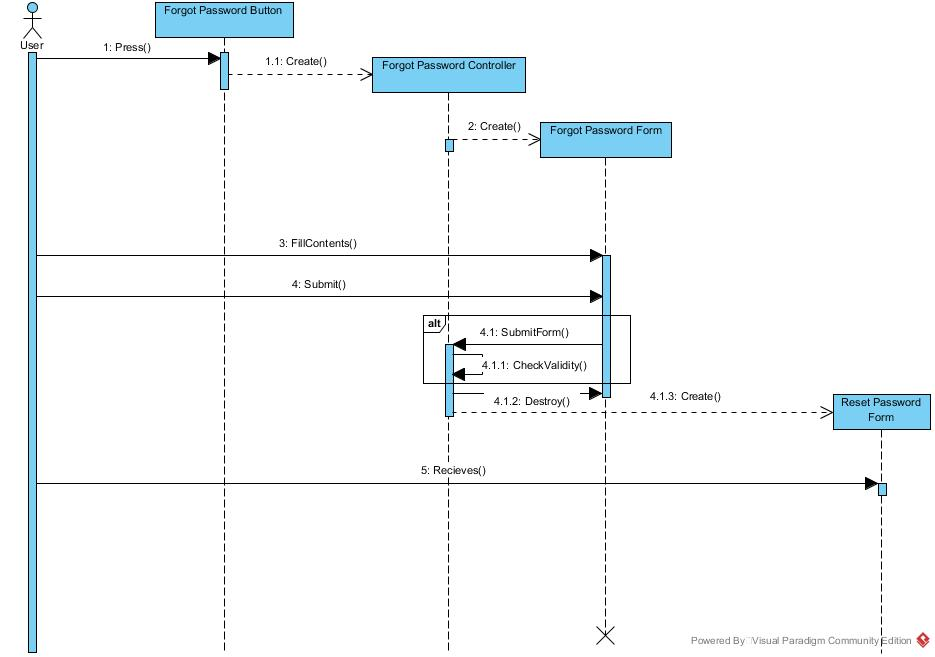 Forgot Password Button
User
1: Press()
1.1: Create()
Forgot Password Controller
2: Create()
Forgot Password Form
3: FillContents()
4: Submit()
alt
4.1: SubmitForm()
4.1.1: CheckValidity()
4.1.2: Destroy()
4.1.3: Create()
Reset Password
Form
5: Recieves()
Powered By Visual Paradigm Community Edition